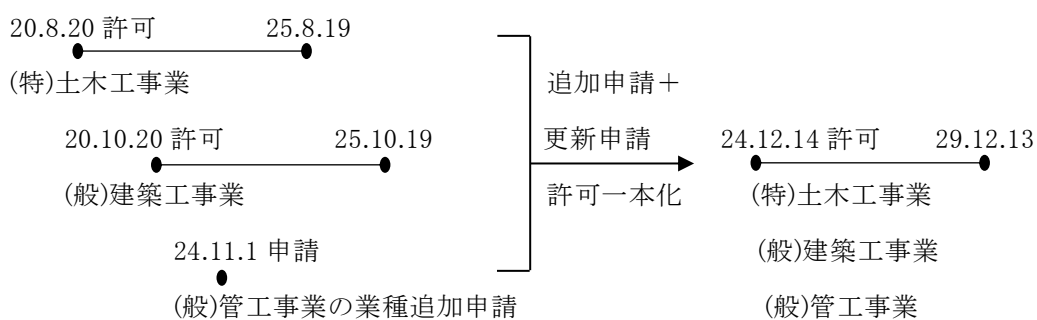 20.8.20 許可 25.8.19
(特)土木工事業
20.10.20 許可 25.10.19
(般)建築工事業
24.11.1 申請
(般)管工事業の業種追加申請
追加申請＋
更新申請
許可一本化
24.12.14 許可 29.12.13
(特)土木工事業
(般)建築工事業
(般)管工事業